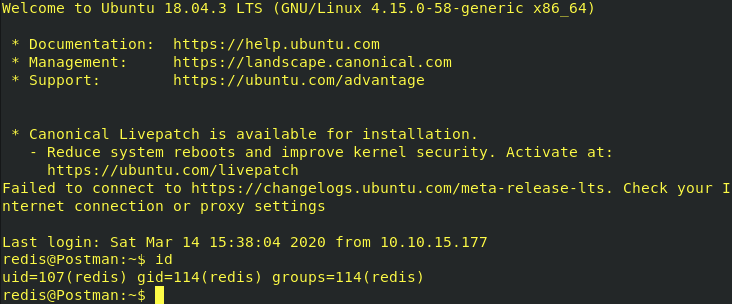 Welcome to Ubuntu 18.04.3 LTS (GNU/Linux 4.15.0-58-generic x86_64)
* Documentation:  https://help.ubuntu.com
* Management:     https://landscape.canonical.com
* Support:        https://ubuntu.com/advantage
* Canonical Livepatch is available for installation.
- Reduce system reboots and improve kernel security. Activate at:
https://ubuntu.com/livepatch
Failed to connect to https://changelogs.ubuntu.com/meta-release-lts. Check your I
nternet connection or proxy settings
Last login: Sat Mar 14 15:38:04 2020 from 10.10.15.177
redis@Postman:~$ id
uid=107(redis) gid=114(redis) groups=114(redis)
redis@Postman:~$